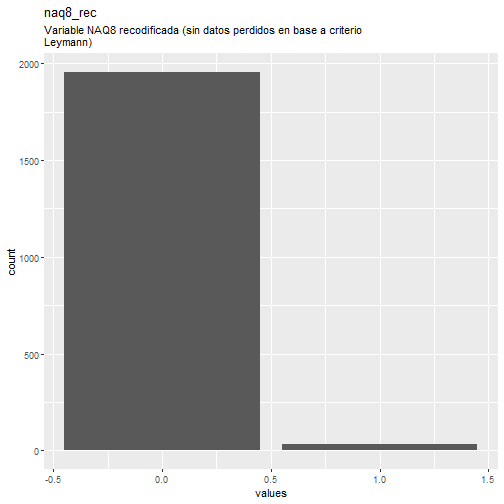 naq8_rec
Variable NAQ8 recodificada (sin datos perdidos en base a criterio
Leymann)
2000
1500
1000
500
0
count
-0.5 0.0 0.5 1.0 1.5
values